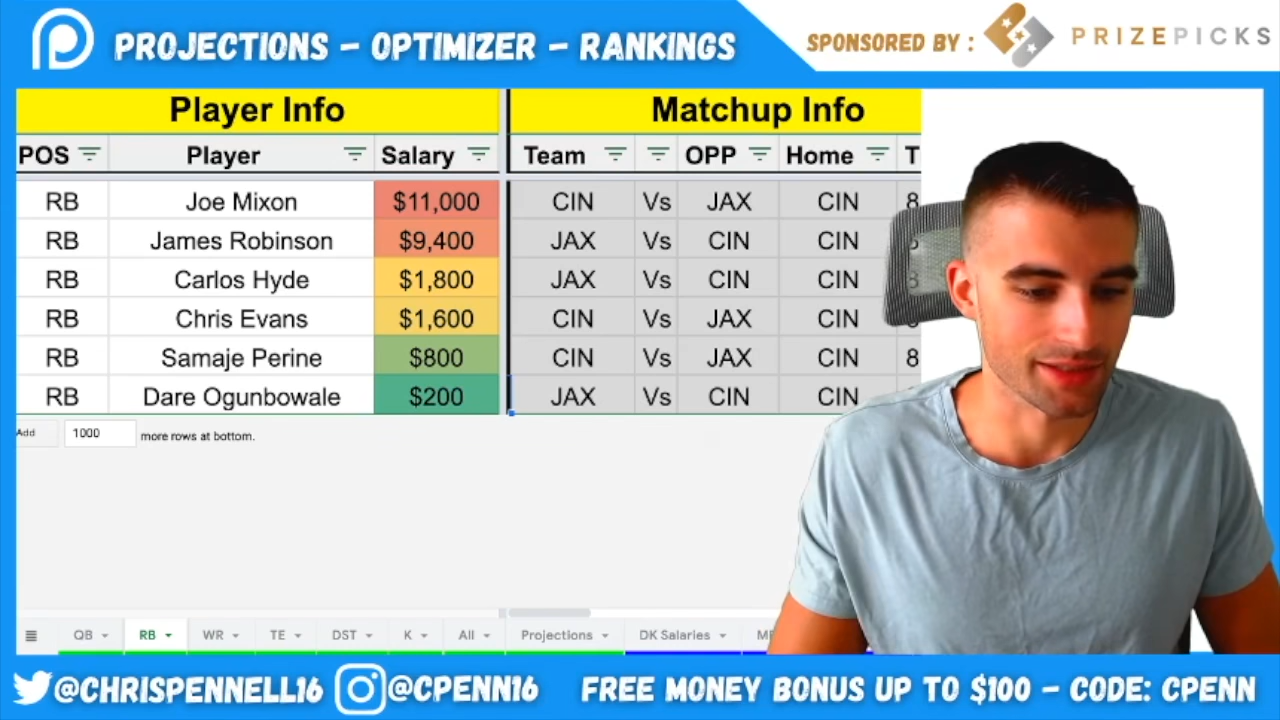 PROJECTIONS – OPTIMIZER – RANKINGS
SPONSORED BY : PRIZEPICKS
Player Info Matchup Info
POS Player Salary Team OPP Home T
RB Joe Mixon $11,000 CIN Vs JAX CIN 8
RB James Robinson $9,400 JAX Vs CIN CIN
RB Carlos Hyde $1,800 JAX Vs CIN CIN
RB Chris Evans $1,600 CIN Vs JAX CIN
RB Samaje Perine $800 CIN Vs JAX CIN 8
RB Dare Ogunbowale $200 JAX Vs CIN CIN
Add 1000 more rows at bottom.
QB RB WR TE DST K All Projections DK Salaries
@CHRISPENNELL16 @CPENN16 FREE MONEY BONUS UP TO $100 – CODE: CPENN